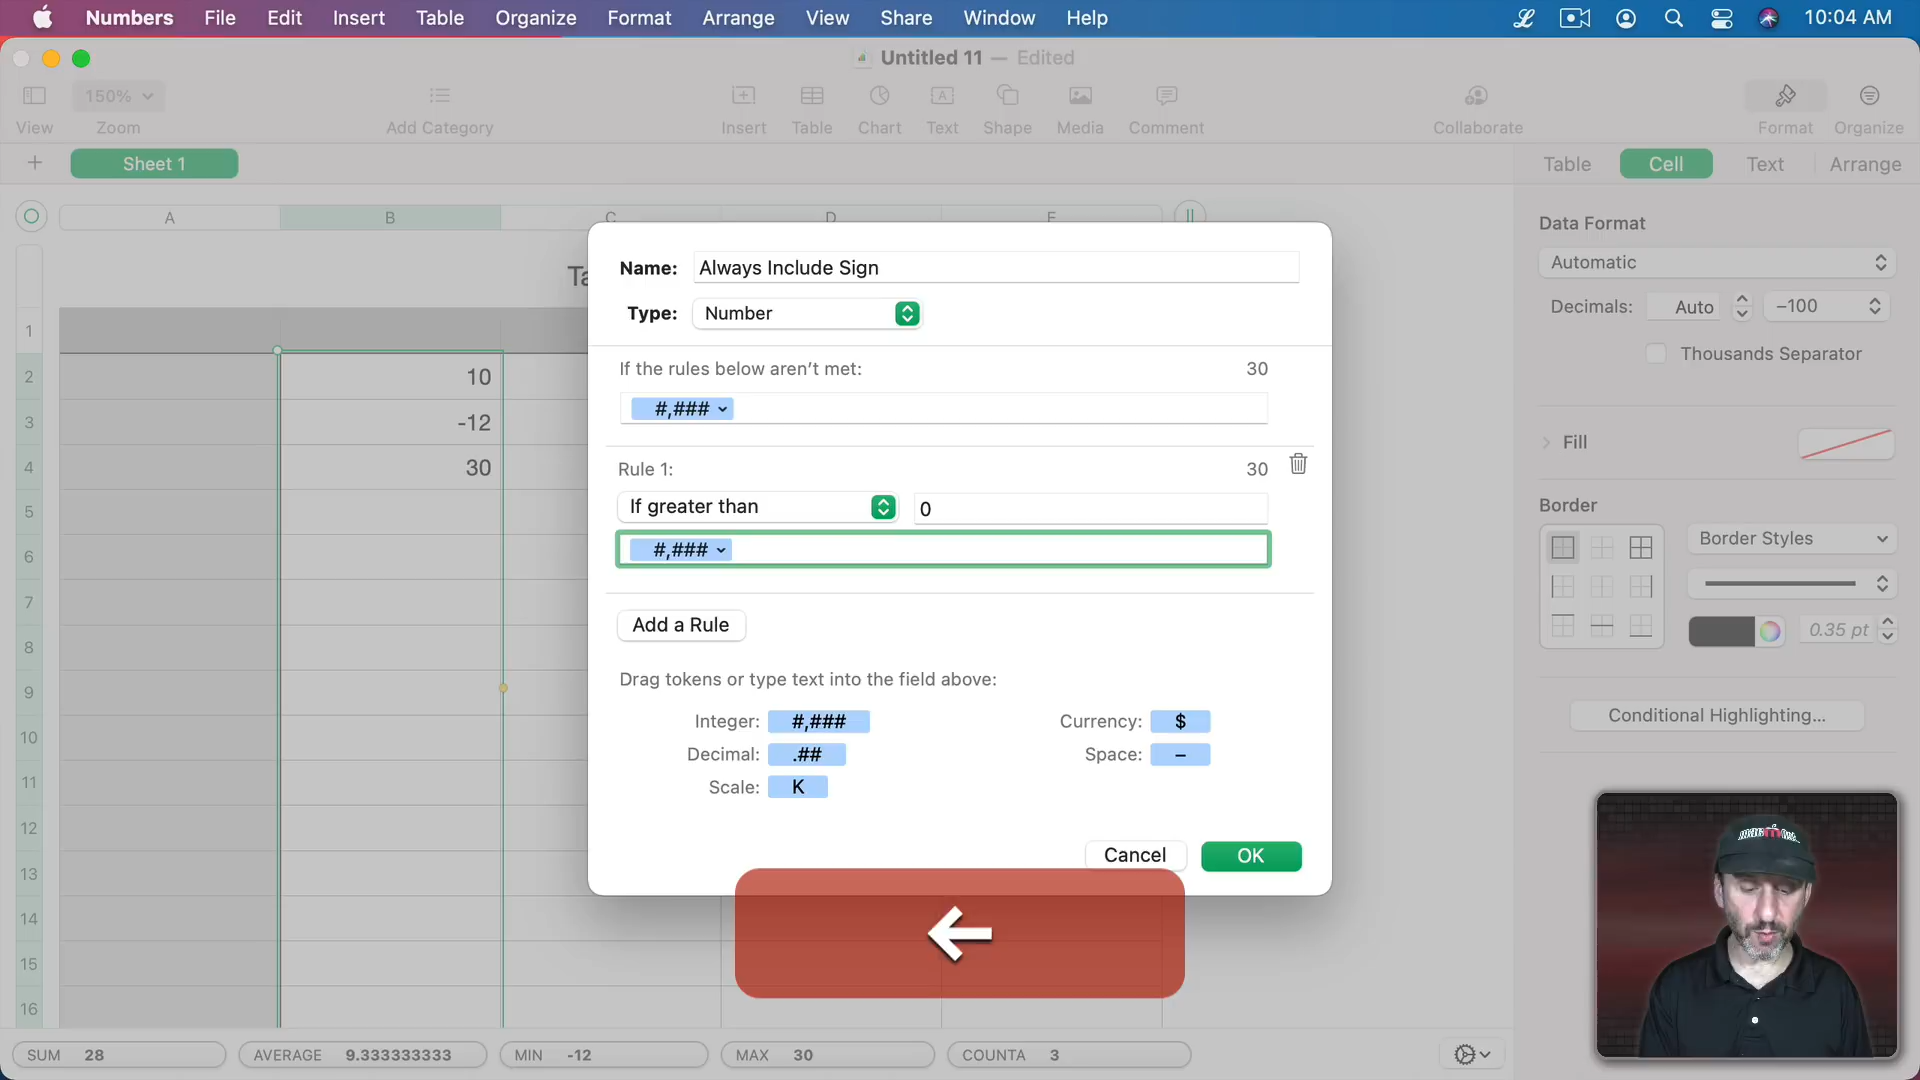 Numbers File Edit Insert Table Organize Format Arrange View Share Window Help 10:04 AM
Untitled 11 — Edited
150%
View Zoom Add Category Insert Table Chart Text Shape Media Comment Collaborate Format Organize
Sheet 1
Table Cell Text Arrange
A B C D E
Data Format
Automatic
Decimals: Auto −100
Thousands Separator
Fill
Border
Border Styles
0.35 pt
Conditional Highlighting...
1
2 10
3 -12
4 30
5
6
7
8
9
10
11
12
13
14
15
16
Name: Always Include Sign
Type: Number
If the rules below aren't met: 30
#,###
Rule 1: 30
If greater than 0
#,###
Add a Rule
Drag tokens or type text into the field above:
Integer: #,### Currency: $
Decimal: .## Space: –
Scale: K
Cancel OK
SUM 28 AVERAGE 9.333333333 MIN -12 MAX 30 COUNTA 3